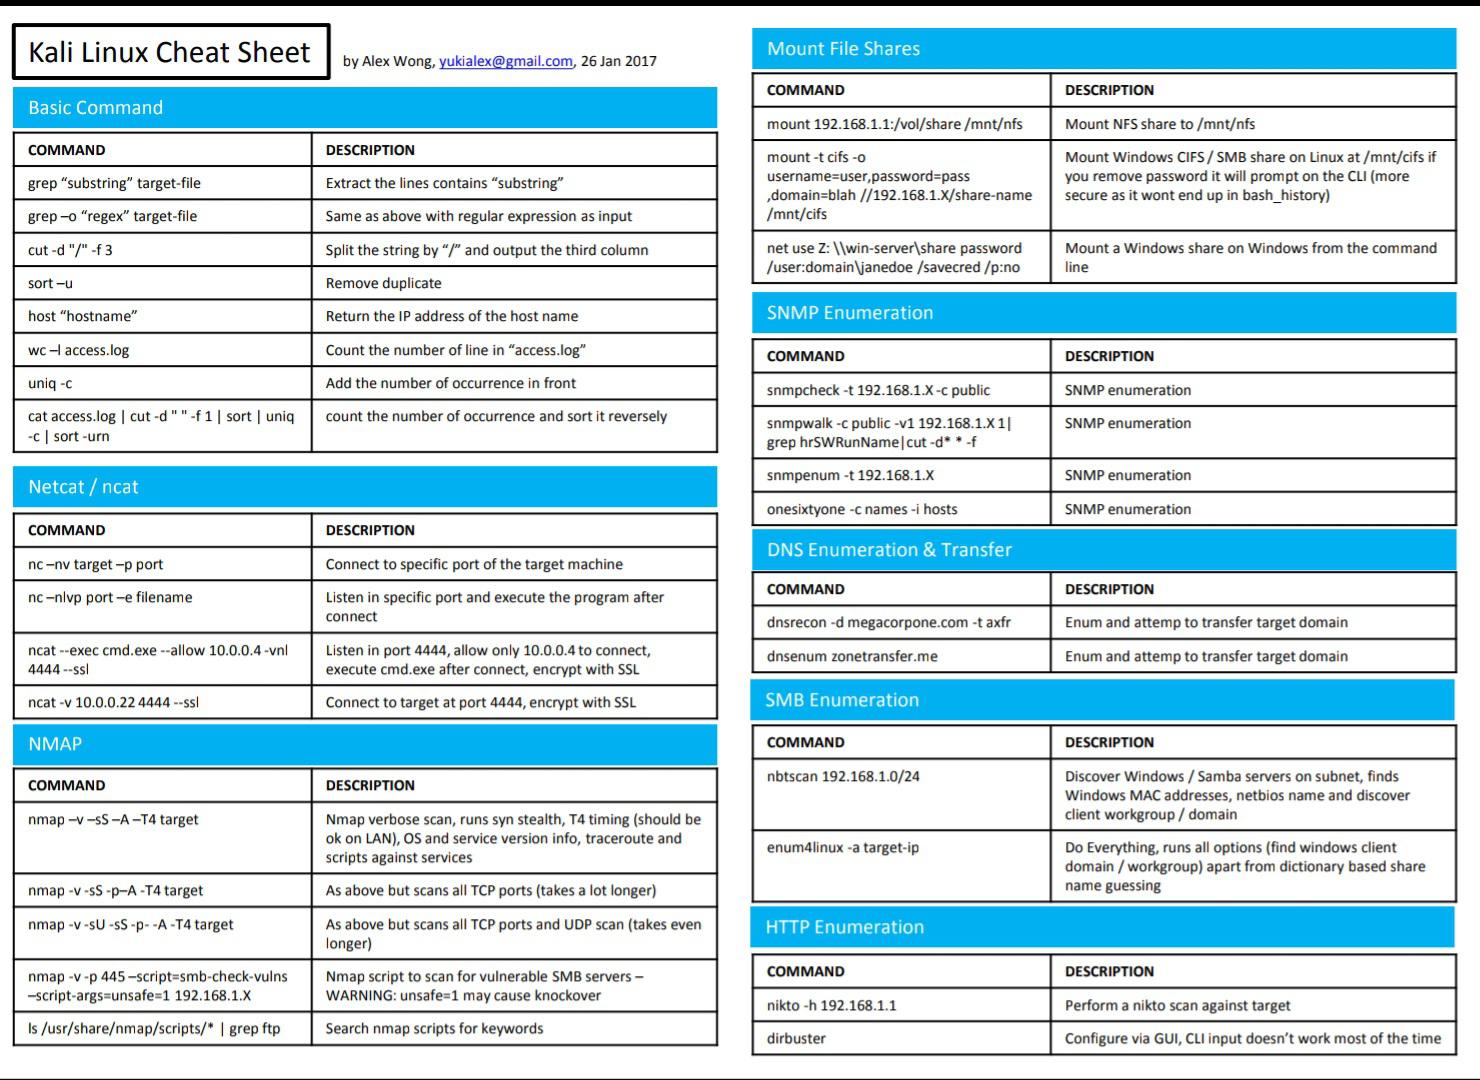 Kali Linux Cheat Sheet
by Alex Wong, yukialex@gmail.com, 26 Jan 2017
Basic Command
COMMAND DESCRIPTION
grep “substring” target-file Extract the lines contains “substring”
grep –o “regex” target-file Same as above with regular expression as input
cut -d "/" -f 3 Split the string by “/” and output the third column
sort –u Remove duplicate
host “hostname” Return the IP address of the host name
wc –l access.log Count the number of line in “access.log”
uniq -c Add the number of occurrence in front
cat access.log | cut -d " " -f 1 | sort | uniq count the number of occurrence and sort it reversely
-c | sort -urn
Netcat / ncat
COMMAND DESCRIPTION
nc –nv target –p port Connect to specific port of the target machine
nc –nlvp port –e filename Listen in specific port and execute the program after
connect
ncat --exec cmd.exe --allow 10.0.0.4 -vnl Listen in port 4444, allow only 10.0.0.4 to connect,
4444 --ssl execute cmd.exe after connect, encrypt with SSL
ncat -v 10.0.0.22 4444 --ssl Connect to target at port 4444, encrypt with SSL
NMAP
COMMAND DESCRIPTION
nmap –v –sS –A –T4 target Nmap verbose scan, runs syn stealth, T4 timing (should be
ok on LAN), OS and service version info, traceroute and
scripts against services
nmap -v -sS -p–A -T4 target As above but scans all TCP ports (takes a lot longer)
nmap -v -sU -sS -p- -A -T4 target As above but scans all TCP ports and UDP scan (takes even
longer)
nmap -v -p 445 –script=smb-check-vulns Nmap script to scan for vulnerable SMB servers –
–script-args=unsafe=1 192.168.1.X WARNING: unsafe=1 may cause knockover
ls /usr/share/nmap/scripts/* | grep ftp Search nmap scripts for keywords
Mount File Shares
COMMAND DESCRIPTION
mount 192.168.1.1:/vol/share /mnt/nfs Mount NFS share to /mnt/nfs
mount -t cifs -o Mount Windows CIFS / SMB share on Linux at /mnt/cifs if
username=user,password=pass you remove password it will prompt on the CLI (more
,domain=blah //192.168.1.X/share-name secure as it wont end up in bash_history)
/mnt/cifs
net use Z: \\win-server\share password Mount a Windows share on Windows from the command
/user:domain\janedoe /savecred /p:no line
SNMP Enumeration
COMMAND DESCRIPTION
snmpcheck -t 192.168.1.X -c public SNMP enumeration
snmpwalk -c public -v1 192.168.1.X 1| SNMP enumeration
grep hrSWRunName|cut -d* * -f
snmpenum -t 192.168.1.X SNMP enumeration
onesixtyone -c names -i hosts SNMP enumeration
DNS Enumeration & Transfer
COMMAND DESCRIPTION
dnsrecon -d megacorpone.com -t axfr Enum and attemp to transfer target domain
dnsenum zonetransfer.me Enum and attemp to transfer target domain
SMB Enumeration
COMMAND DESCRIPTION
nbtscan 192.168.1.0/24 Discover Windows / Samba servers on subnet, finds
Windows MAC addresses, netbios name and discover
client workgroup / domain
enum4linux -a target-ip Do Everything, runs all options (find windows client
domain / workgroup) apart from dictionary based share
name guessing
HTTP Enumeration
COMMAND DESCRIPTION
nikto -h 192.168.1.1 Perform a nikto scan against target
dirbuster Configure via GUI, CLI input doesn’t work most of the time